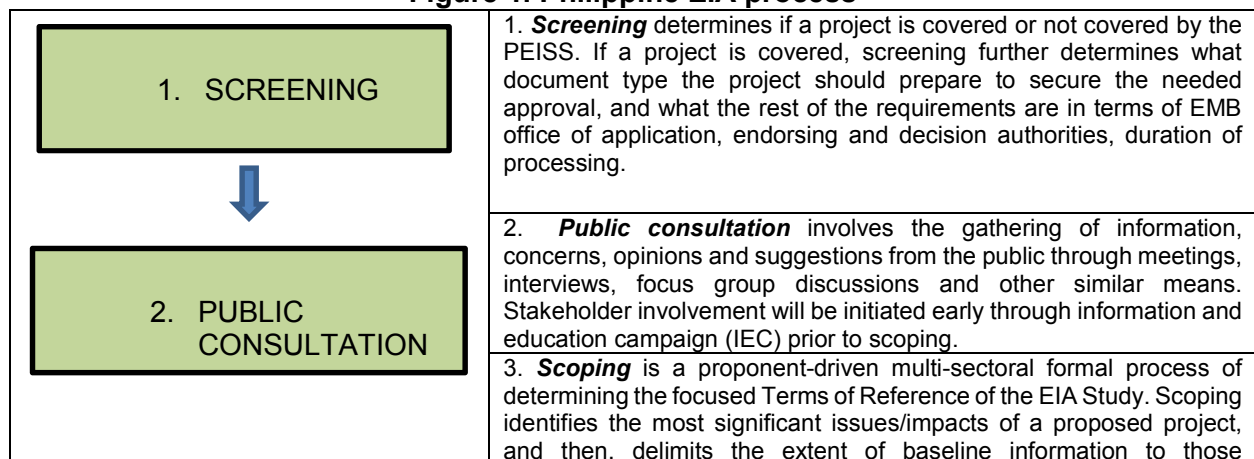 Figure 1. Philippine EIA process
1. SCREENING
1. Screening determines if a project is covered or not covered by the
PEISS. If a project is covered, screening further determines what
document type the project should prepare to secure the needed
approval, and what the rest of the requirements are in terms of EMB
office of application, endorsing and decision authorities, duration of
processing.
2. PUBLIC
CONSULTATION
2. Public consultation involves the gathering of information,
concerns, opinions and suggestions from the public through meetings,
interviews, focus group discussions and other similar means.
Stakeholder involvement will be initiated early through information and
education campaign (IEC) prior to scoping.
3. Scoping is a proponent-driven multi-sectoral formal process of
determining the focused Terms of Reference of the EIA Study. Scoping
identifies the most significant issues/impacts of a proposed project,
and then, delimits the extent of baseline information to those